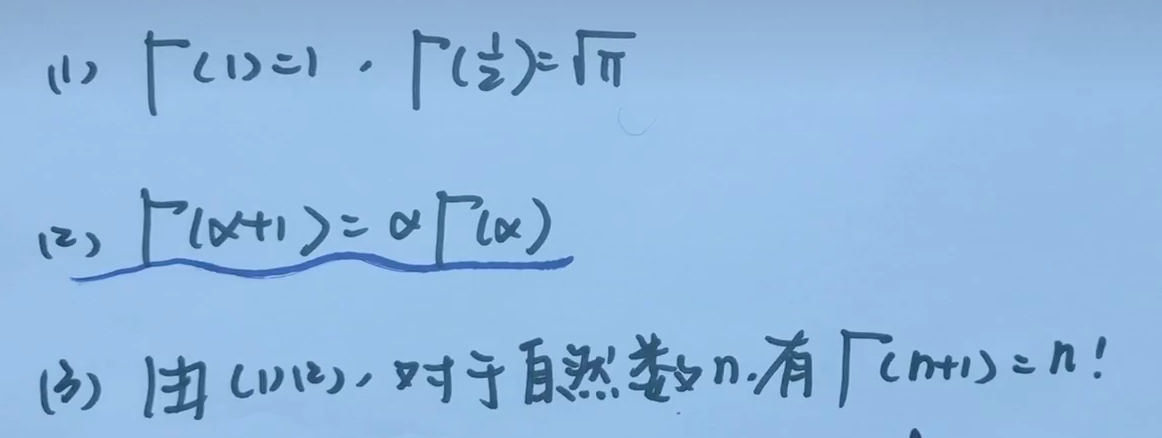 (1) Γ(1)=1, Γ(1/2)=√π
(2) Γ(α+1)=αΓ(α)
(3) 由(1)(2), 对于自然数n, 有Γ(n+1)=n!